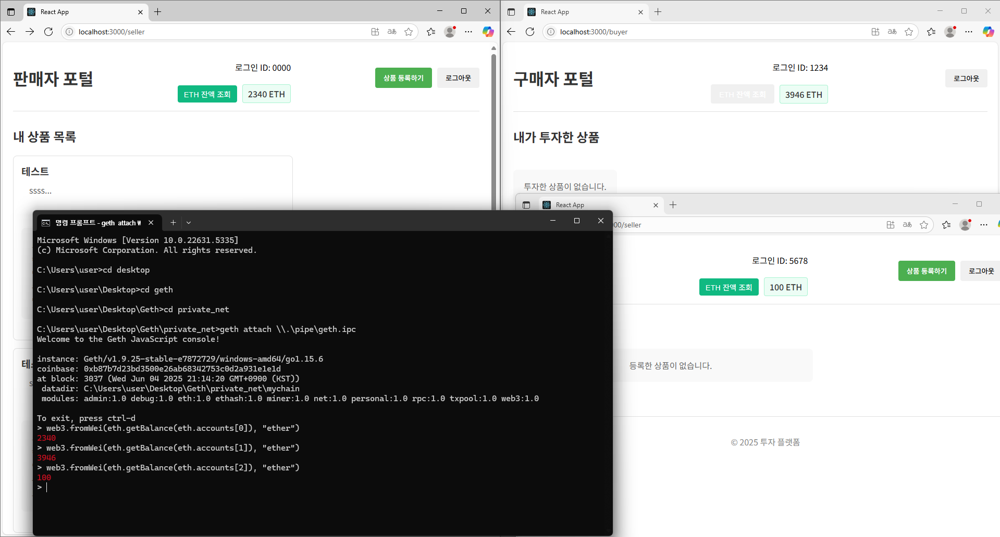 React App
localhost:3000/seller
판매자 포털
로그인 ID: 0000
ETH 잔액 조회
2340 ETH
상품 등록하기
로그아웃
내 상품 목록
테스트
ssss...
React App
localhost:3000/buyer
구매자 포털
로그인 ID: 1234
ETH 잔액 조회
3946 ETH
로그아웃
내가 투자한 상품
투자한 상품이 없습니다.
React App
00/seller
로그인 ID: 5678
ETH 잔액 조회
100 ETH
상품 등록하기
로그아웃
등록한 상품이 없습니다.
© 2025 투자 플랫폼
명령 프롬프트 - geth attach \
Microsoft Windows [Version 10.0.22631.5335]
(c) Microsoft Corporation. All rights reserved.
C:\Users\user>cd desktop
C:\Users\user\Desktop>cd geth
C:\Users\user\Desktop\Geth>cd private_net
C:\Users\user\Desktop\Geth\private_net>geth attach \\.\pipe\geth.ipc
Welcome to the Geth JavaScript console!
instance: Geth/v1.9.25-stable-e7872729/windows-amd64/go1.15.6
coinbase: 0xb87b7d23bd3500e26ab68342753c0d2a931e1e1d
at block: 3037 (Wed Jun 04 2025 21:14:20 GMT+0900 (KST))
datadir: C:\Users\user\Desktop\Geth\private_net\mychain
modules: admin:1.0 debug:1.0 eth:1.0 ethash:1.0 miner:1.0 net:1.0 personal:1.0 rpc:1.0 txpool:1.0 web3:1.0
To exit, press ctrl-d
> web3.fromWei(eth.getBalance(eth.accounts[0]), "ether")
2340
> web3.fromWei(eth.getBalance(eth.accounts[1]), "ether")
3946
> web3.fromWei(eth.getBalance(eth.accounts[2]), "ether")
100
>